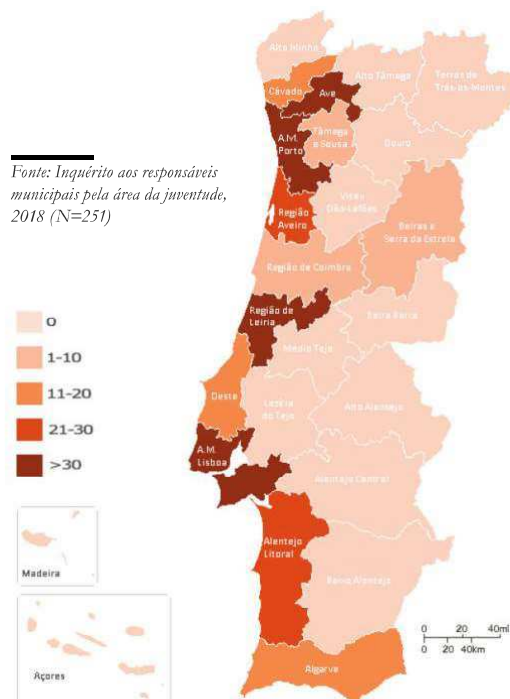 Alto Minho
Alto Tâmega
Terras de
Trás-os-Montes
Cávado
Ave
A.M.
Porto
Tâmega
e Sousa
Douro
Fonte: Inquérito aos responsáveis
municipais pela área da juventude,
2018 (N=251)
Região
Aveiro
Viseu
Dão-Lafões
Beiras e
Serra da Estrela
Região de Coimbra
Região de
Leiria
Beira Baixa
Médio Tejo
0
1-10
11-20
21-30
>30
Oeste
Lezíria
do Tejo
Alto Alentejo
A.M.
Lisboa
Alentejo Central
Alentejo
Litoral
Baixo Alentejo
Madeira
Açores
Algarve
0 20 40mi
0 20 40km